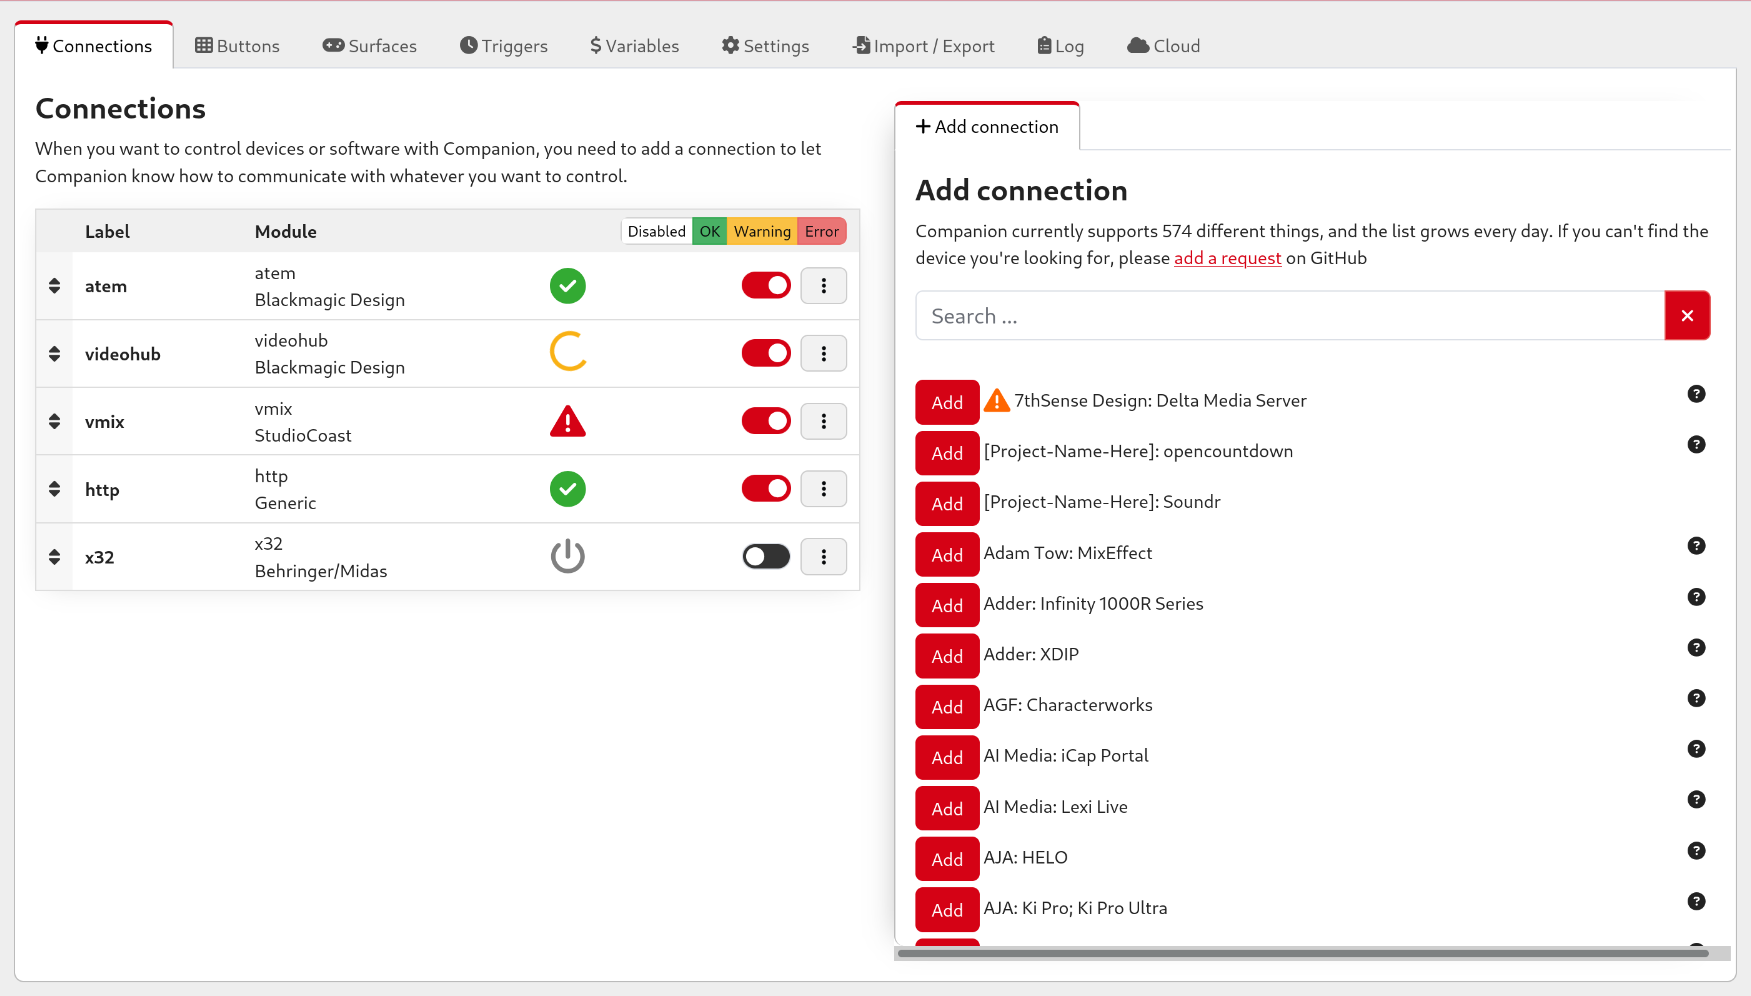 Connections
Buttons
Surfaces
Triggers
Variables
Settings
Import / Export
Log
Cloud
Connections
When you want to control devices or software with Companion, you need to add a connection to let
Companion know how to communicate with whatever you want to control.
Label Module Disabled OK Warning Error
atem
atem
Blackmagic Design
videohub
videohub
Blackmagic Design
vmix
vmix
StudioCoast
http
http
Generic
x32
x32
Behringer/Midas
Add connection
Add connection
Companion currently supports 574 different things, and the list grows every day. If you can't find the
device you're looking for, please add a request on GitHub
Search ...
Add 7thSense Design: Delta Media Server
Add [Project-Name-Here]: opencountdown
Add [Project-Name-Here]: Soundr
Add Adam Tow: MixEffect
Add Adder: Infinity 1000R Series
Add Adder: XDIP
Add AGF: Characterworks
Add AI Media: iCap Portal
Add AI Media: Lexi Live
Add AJA: HELO
Add AJA: Ki Pro; Ki Pro Ultra